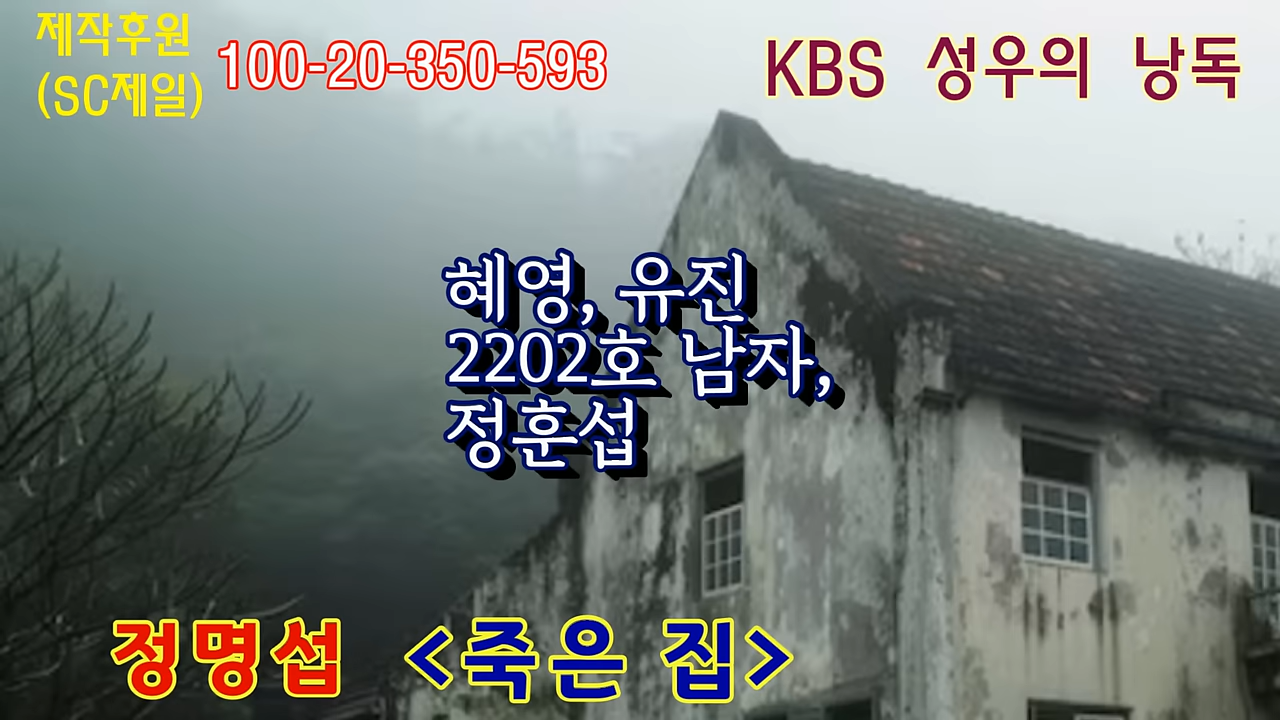 제작후원
(SC제일)
100-20-350-593
KBS 성우의 낭독
혜영, 유진
2202호 남자,
정훈섭
정명섭 <죽은 집>